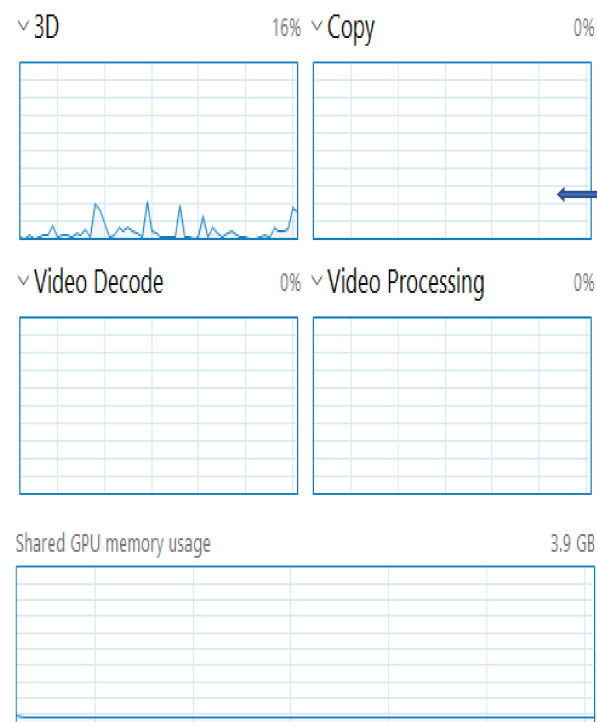 3D 16% Copy 0%
Video Decode 0% Video Processing 0%
Shared GPU memory usage 3.9 GB